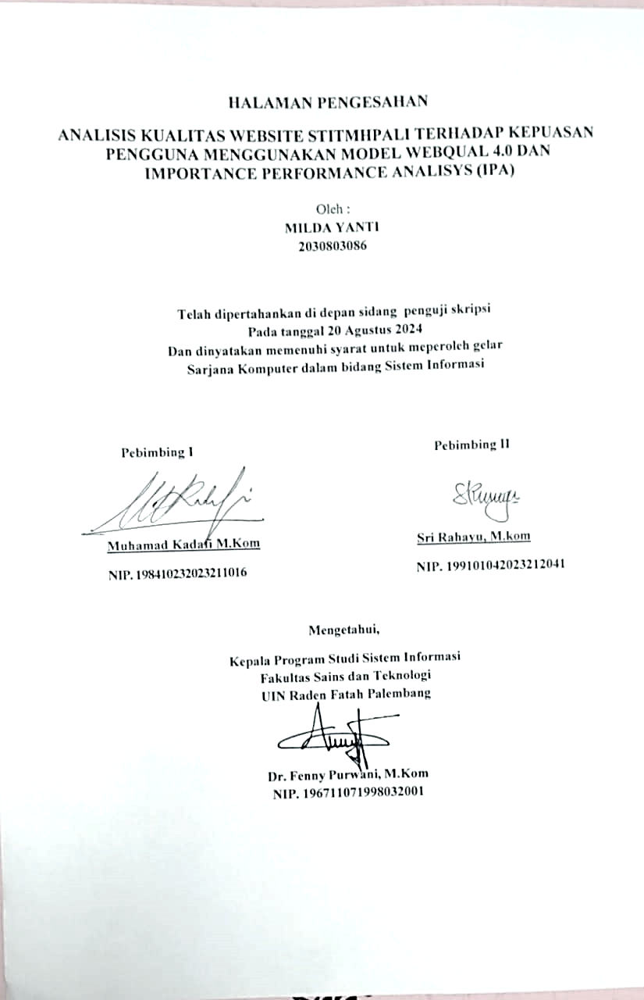 HALAMAN PENGESAHAN
ANALISIS KUALITAS WEBSITE STITMHPALI TERHADAP KEPUASAN
PENGGUNA MENGGUNAKAN MODEL WEBQUAL 4.0 DAN
IMPORTANCE PERFORMANCE ANALISYS (IPA)
Oleh :
MILDA YANTI
2030803086
Telah dipertahankan di depan sidang penguji skripsi
Pada tanggal 20 Agustus 2024
Dan dinyatakan memenuhi syarat untuk meperoleh gelar
Sarjana Komputer dalam bidang Sistem Informasi
Pebimbing I
Pebimbing II
Muhamad Kadafi M.Kom
Sri Rahayu, M.kom
NIP. 198410232023211016
NIP. 199101042023212041
Mengetahui,
Kepala Program Studi Sistem Informasi
Fakultas Sains dan Teknologi
UIN Raden Fatah Palembang
Dr. Fenny Purwani, M.Kom
NIP. 196711071998032001